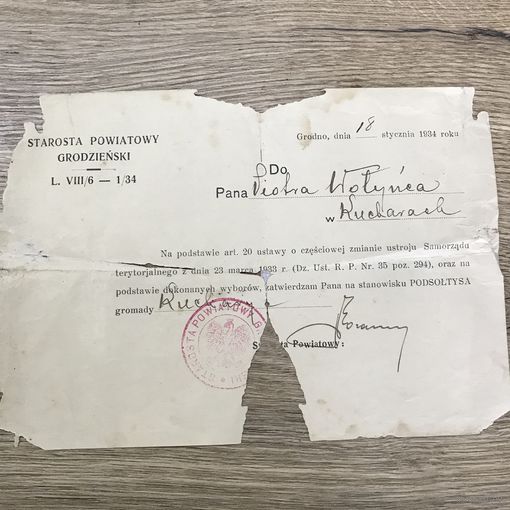 STAROSTA POWIATOWY
GRODZIEŃSKI
L. VIII/6 — 1/34
Grodno, dnia 18 stycznia 1934 roku
Do
Pana Piotra Wołyńca
w Kucharach
Na podstawie art. 20 ustawy o częściowej zmianie ustroju Samorządu
terytorjalnego z dnia 23 marca 1933 r. (Dz. Ust. R. P. Nr. 35 poz. 294), oraz na
podstawie dokonanych wyborów, zatwierdzam Pana na stanowisku PODSOŁTYSA
gromady
STAROSTA POWIATOWY
Powiatowy: